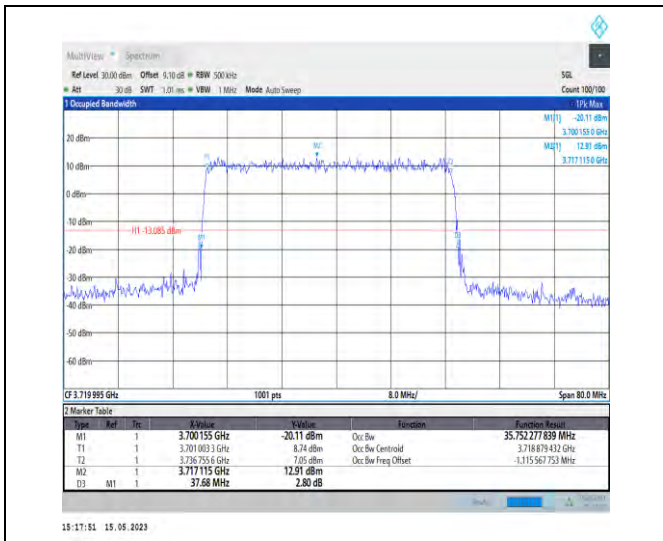 MultiView Spectrum
Ref Level 30.00 dBm Offset 9.10 dB RBW 500 kHz SGL
Att 30 dB SWT 1.01 ms VBW 1 MHz Mode Auto Sweep Count 100/100
1 Occupied Bandwidth 1Pk Max
M1[1] -20.11 dBm
3.700 155 0 GHz
M2[1] 12.91 dBm
3.717 115 0 GHz
20 dBm
10 dBm
0 dBm
-10 dBm
H1 -13.085 dBm
-20 dBm
-30 dBm
-40 dBm
-50 dBm
-60 dBm
CF 3.719 995 GHz 1001 pts 8.0 MHz/ Span 80.0 MHz
2 Marker Table
Type Ref Trc X-Value Y-Value Function Function Result
M1 1 3.700 155 GHz -20.11 dBm Occ Bw 35.752 277 839 MHz
T1 1 3.701 003 3 GHz 8.74 dBm Occ Bw Centroid 3.718 879 432 GHz
T2 1 3.736 755 6 GHz 7.05 dBm Occ Bw Freq Offset -1.115 567 753 MHz
M2 1 3.717 115 GHz 12.91 dBm
D3 M1 1 37.68 MHz 2.80 dB
15:17:51 15.05.2023